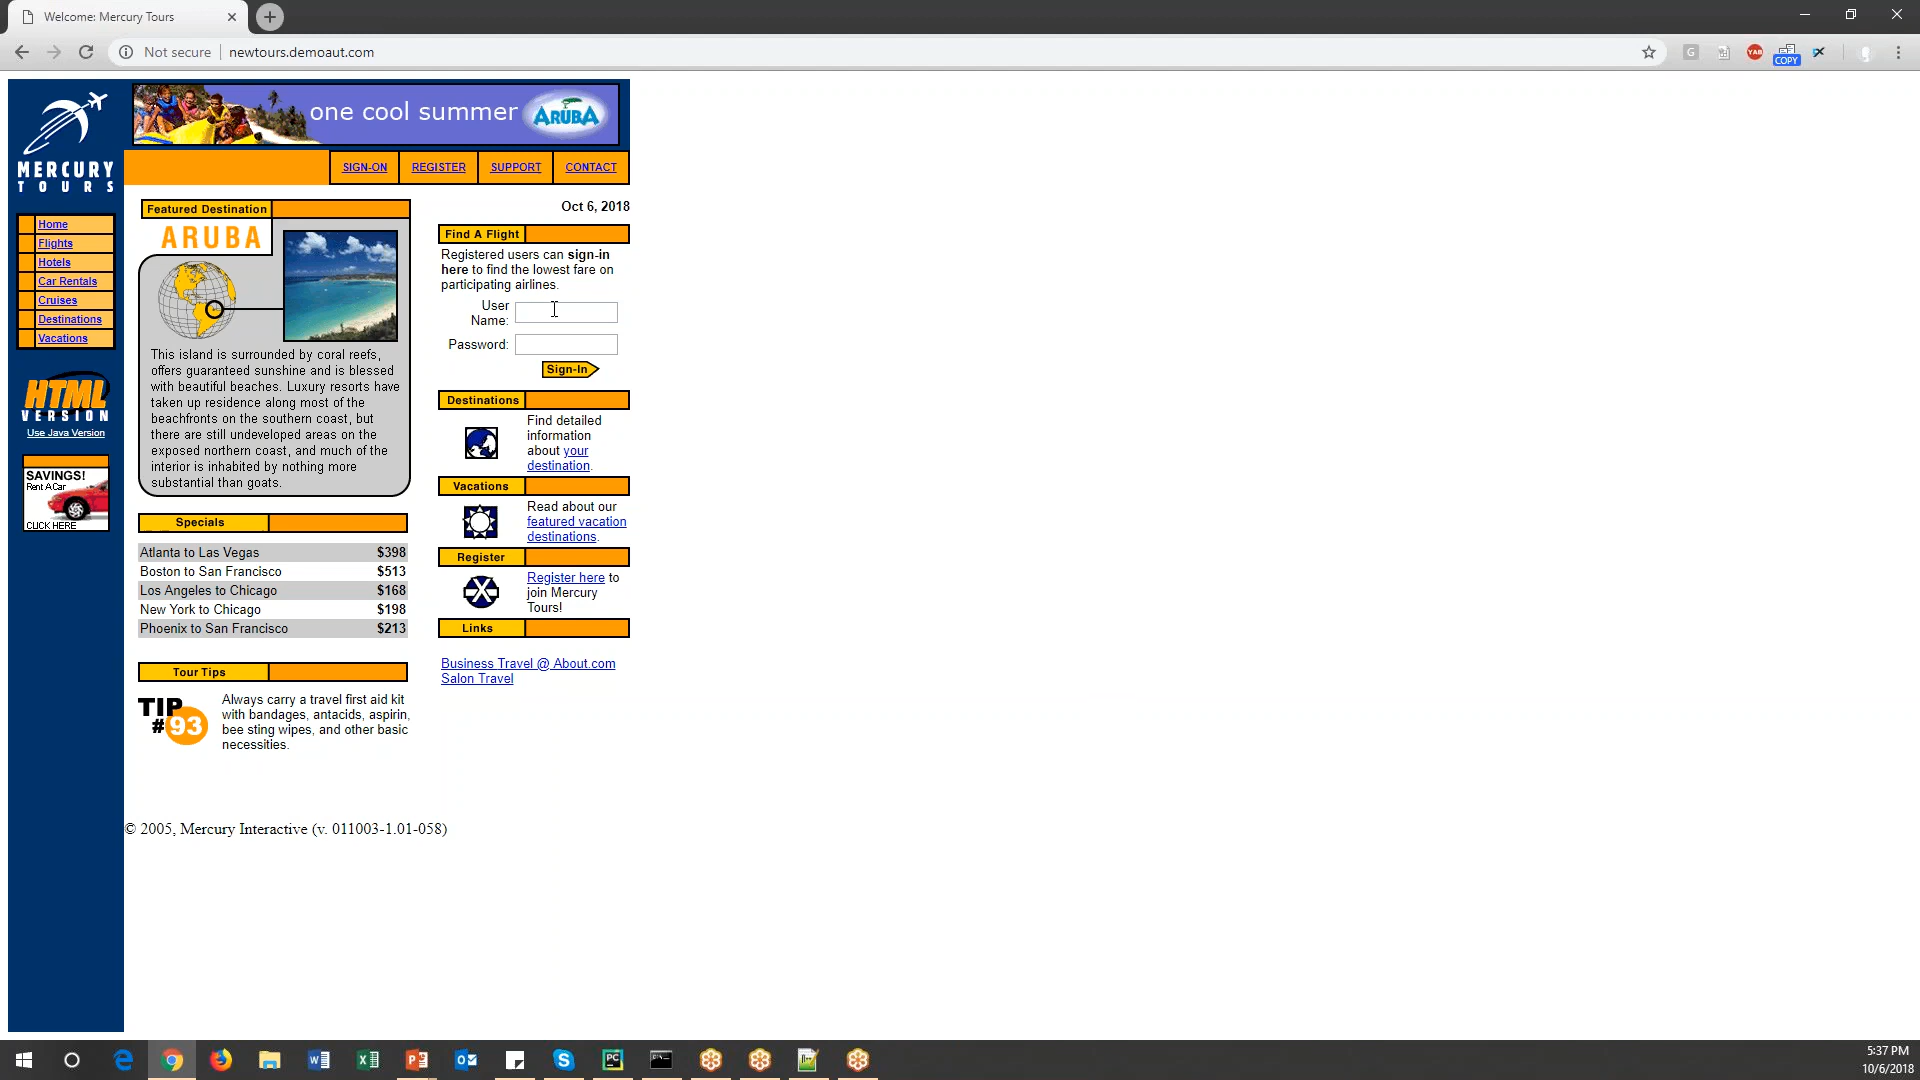 Welcome: Mercury Tours
Not secure
newtours.demoaut.com
G
YAB
COPY
MERCURY
TOURS
one cool summer
ARUBA
SIGN-ON
REGISTER
SUPPORT
CONTACT
Home
Flights
Hotels
Car Rentals
Cruises
Destinations
Vacations
HTML
VERSION
Use Java Version
SAVINGS!
Rent A Car
CLICK HERE
Featured Destination
ARUBA
This island is surrounded by coral reefs,
offers guaranteed sunshine and is blessed
with beautiful beaches. Luxury resorts have
taken up residence along most of the
beachfronts on the southern coast, but
there are still undeveloped areas on the
exposed northern coast, and much of the
interior is inhabited by nothing more
substantial than goats.
Specials
Atlanta to Las Vegas $398
Boston to San Francisco $513
Los Angeles to Chicago $168
New York to Chicago $198
Phoenix to San Francisco $213
Tour Tips
TIP
#93
Always carry a travel first aid kit
with bandages, antacids, aspirin,
bee sting wipes, and other basic
necessities.
Oct 6, 2018
Find A Flight
Registered users can sign-in
here to find the lowest fare on
participating airlines.
User
Name:
Password:
Sign-In
Destinations
Find detailed
information
about your
destination.
Vacations
Read about our
featured vacation
destinations.
Register
Register here to
join Mercury
Tours!
Links
Business Travel @ About.com
Salon Travel
© 2005, Mercury Interactive (v. 011003-1.01-058)
5:37 PM
10/6/2018